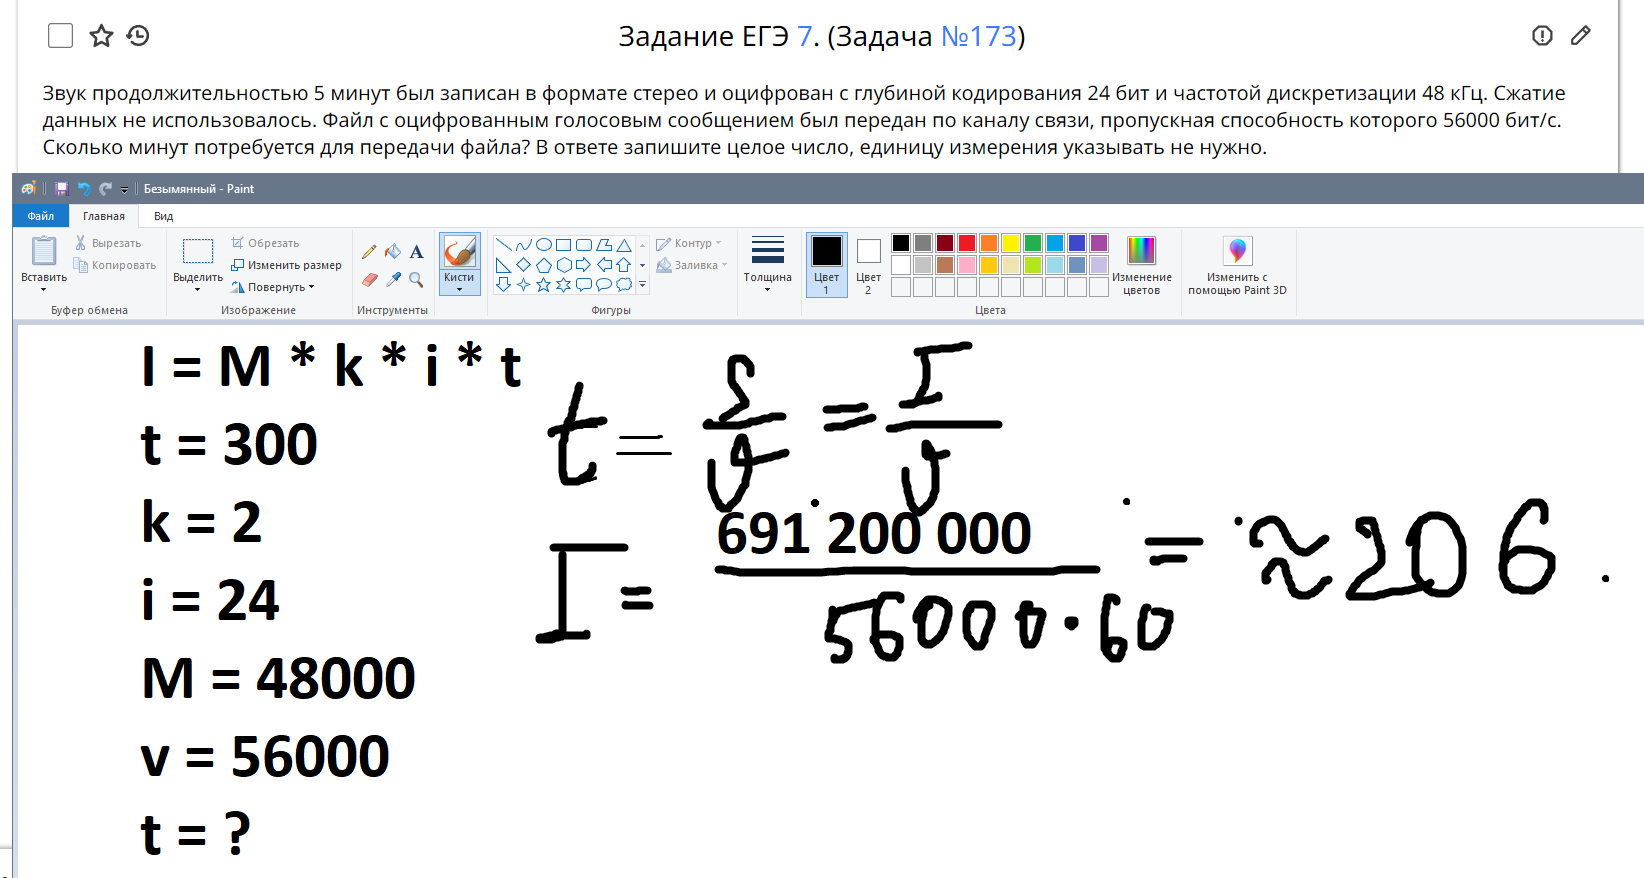 Задание ЕГЭ 7. (Задача №173)
Звук продолжительностью 5 минут был записан в формате стерео и оцифрован с глубиной кодирования 24 бит и частотой дискретизации 48 кГц. Сжатие
данных не использовалось. Файл с оцифрованным голосовым сообщением был передан по каналу связи, пропускная способность которого 56000 бит/с.
Сколько минут потребуется для передачи файла? В ответе запишите целое число, единицу измерения указывать не нужно.
Безымянный - Paint
Файл Главная Вид
Вставить
Вырезать
Копировать
Буфер обмена
Выделить
Обрезать
Изменить размер
Повернуть
Изображение
Инструменты
Кисти
Контур
Заливка
Фигуры
Толщина
Цвет 1
Цвет 2
Изменение цветов
Цвета
Изменить с помощью Paint 3D
I = M * k * i * t
t = 300
k = 2
i = 24
M = 48000
v = 56000
t = ?
t = S / v = I / v
I = 691 200 000 / 56000 · 60 = ≈ 206.